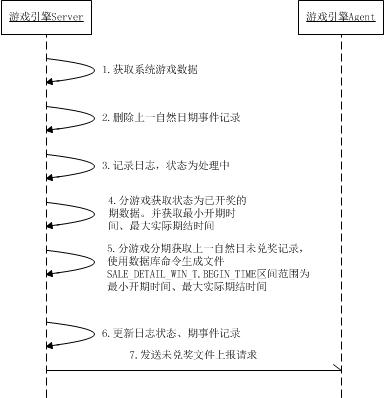 游戏引擎Server
游戏引擎Agent
1.获取系统游戏数据
2.删除上一自然日期事件记录
3.记录日志，状态为处理中
4.分游戏获取状态为已开奖的
期数据。并获取最小开期时
间、最大实际期结时间
5.分游戏分期获取上一自然日未兑奖记录，
使用数据库命令生成文件
SALE_DETAIL_WIN_T.BEGIN_TIME区间范围为
最小开期时间、最大实际期结时间
6.更新日志状态、期事件记录
7.发送未兑奖文件上报请求